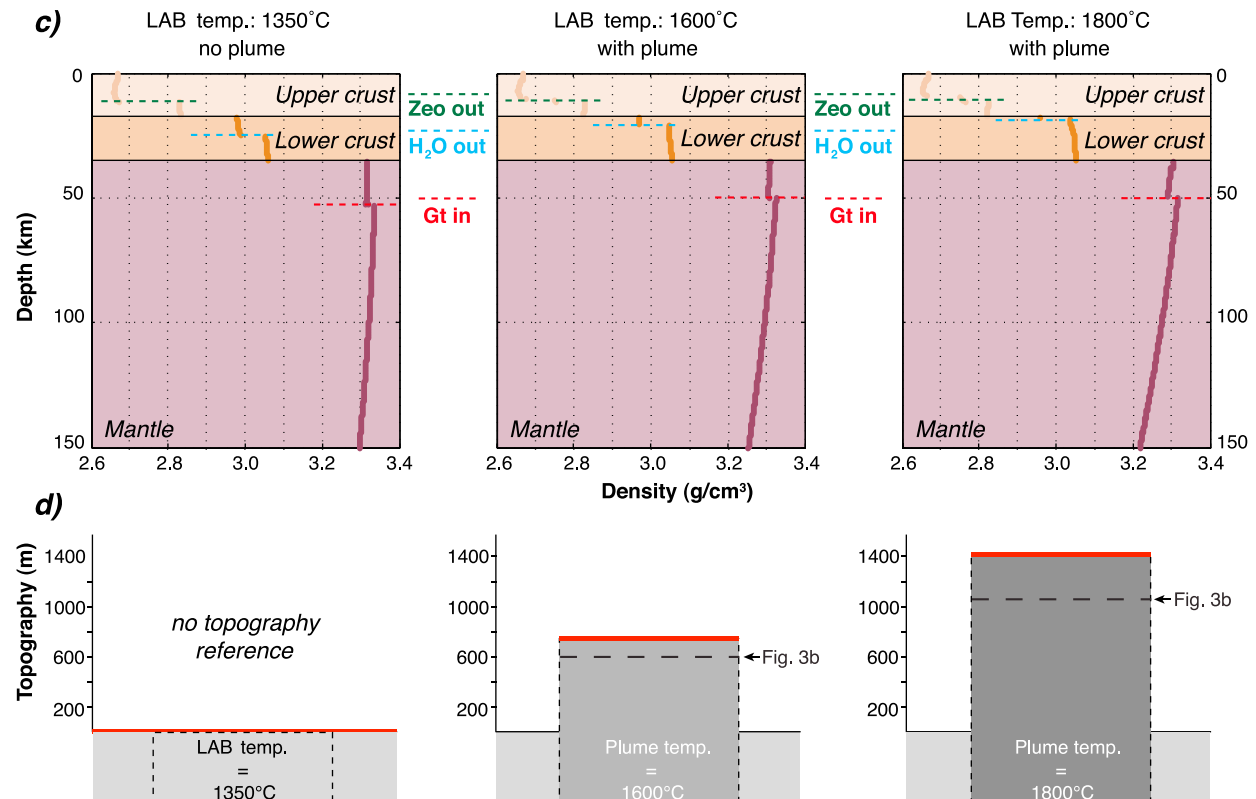 c)
LAB temp.: 1350°C
no plume
LAB temp.: 1600°C
with plume
LAB Temp.: 1800°C
with plume
Depth (km)
0
50
100
150
Upper crust
Lower crust
Mantle
2.6
2.8
3.0
3.2
3.4
Zeo out
H₂O out
Gt in
Upper crust
Lower crust
Mantle
2.6
2.8
3.0
3.2
3.4
Density (g/cm³)
Zeo out
H₂O out
Gt in
Upper crust
Lower crust
Mantle
0
50
100
150
2.6
2.8
3.0
3.2
3.4
d)
Topography (m)
1400
1000
600
200
no topography
reference
LAB temp.
=
1350°C
1400
1000
600
200
Fig. 3b
Plume temp.
=
1600°C
1400
1000
600
200
Fig. 3b
Plume temp.
=
1800°C